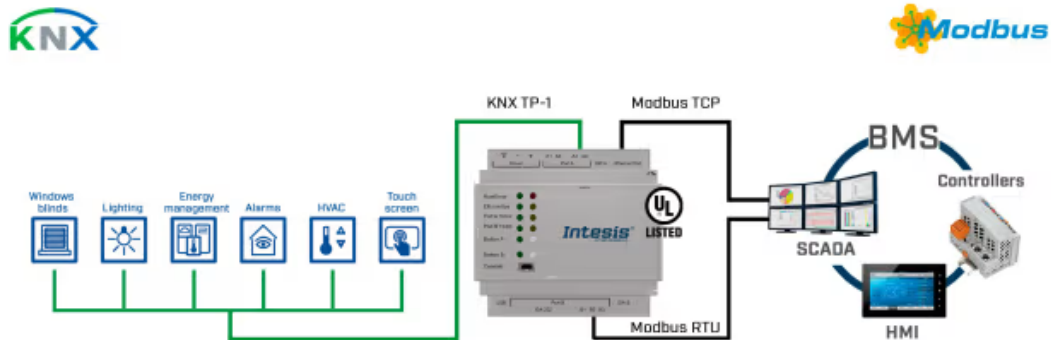 KNX
Modbus
KNX TP-1
Modbus TCP
BMS
Controllers
Windows
blinds
Lighting
Energy
management
Alarms
HVAC
Touch
screen
Intesis
UL
LISTED
SCADA
Modbus RTU
HMI